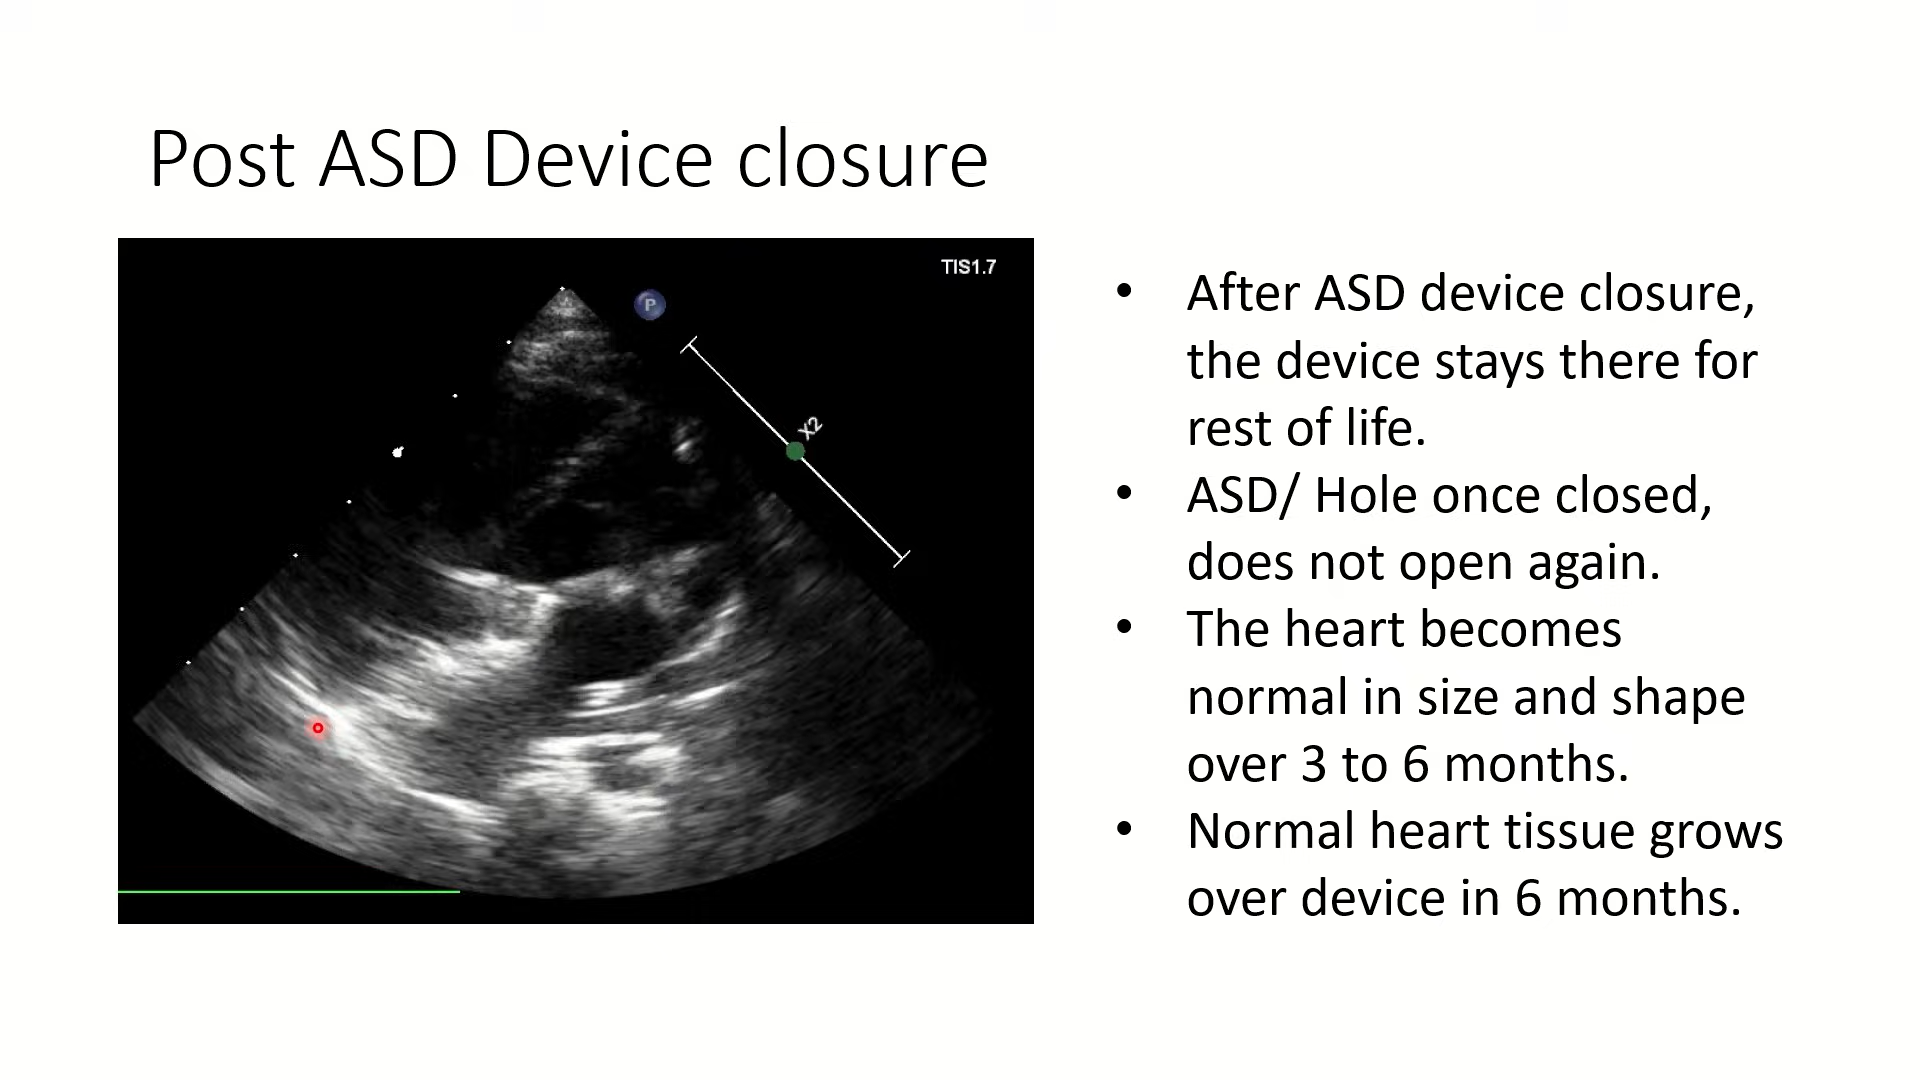 Post ASD Device closure
TIS1.7
P
X2
• After ASD device closure,
the device stays there for
rest of life.
• ASD/ Hole once closed,
does not open again.
• The heart becomes
normal in size and shape
over 3 to 6 months.
• Normal heart tissue grows
over device in 6 months.